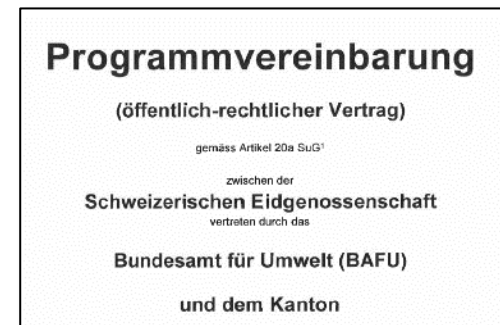 Programmvereinbarung
(öffentlich-rechtlicher Vertrag)
gemäss Artikel 20a SuG¹
zwischen der
Schweizerischen Eidgenossenschaft
vertreten durch das
Bundesamt für Umwelt (BAFU)
und dem Kanton